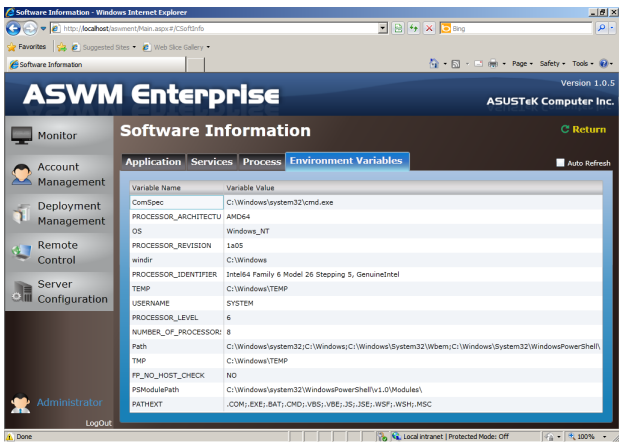 Software Information - Windows Internet Explorer
http://localhost/aswment/Main.aspx#/CSoftInfo
Bing
Favorites Suggested Sites Web Slice Gallery
Software Information
Page Safety Tools
Version 1.0.5
ASWM Enterprise
ASUSTeK Computer Inc.
Monitor
Account Management
Deployment Management
Remote Control
Server Configuration
Administrator
LogOut
Software Information
Return
Application Services Process Environment Variables
Auto Refresh
Variable Name Variable Value
ComSpec C:\Windows\system32\cmd.exe
PROCESSOR_ARCHITECTU AMD64
OS Windows_NT
PROCESSOR_REVISION 1a05
windir C:\Windows
PROCESSOR_IDENTIFIER Intel64 Family 6 Model 26 Stepping 5, GenuineIntel
TEMP C:\Windows\TEMP
USERNAME SYSTEM
PROCESSOR_LEVEL 6
NUMBER_OF_PROCESSOR 8
Path C:\Windows\system32;C:\Windows;C:\Windows\System32\Wbem;C:\Windows\System32\WindowsPowerShell\
TMP C:\Windows\TEMP
FP_NO_HOST_CHECK NO
PSModulePath C:\Windows\system32\WindowsPowerShell\v1.0\Modules\
PATHEXT .COM;.EXE;.BAT;.CMD;.VBS;.VBE;.JS;.JSE;.WSF;.WSH;.MSC
Done
Local intranet | Protected Mode: Off
100%